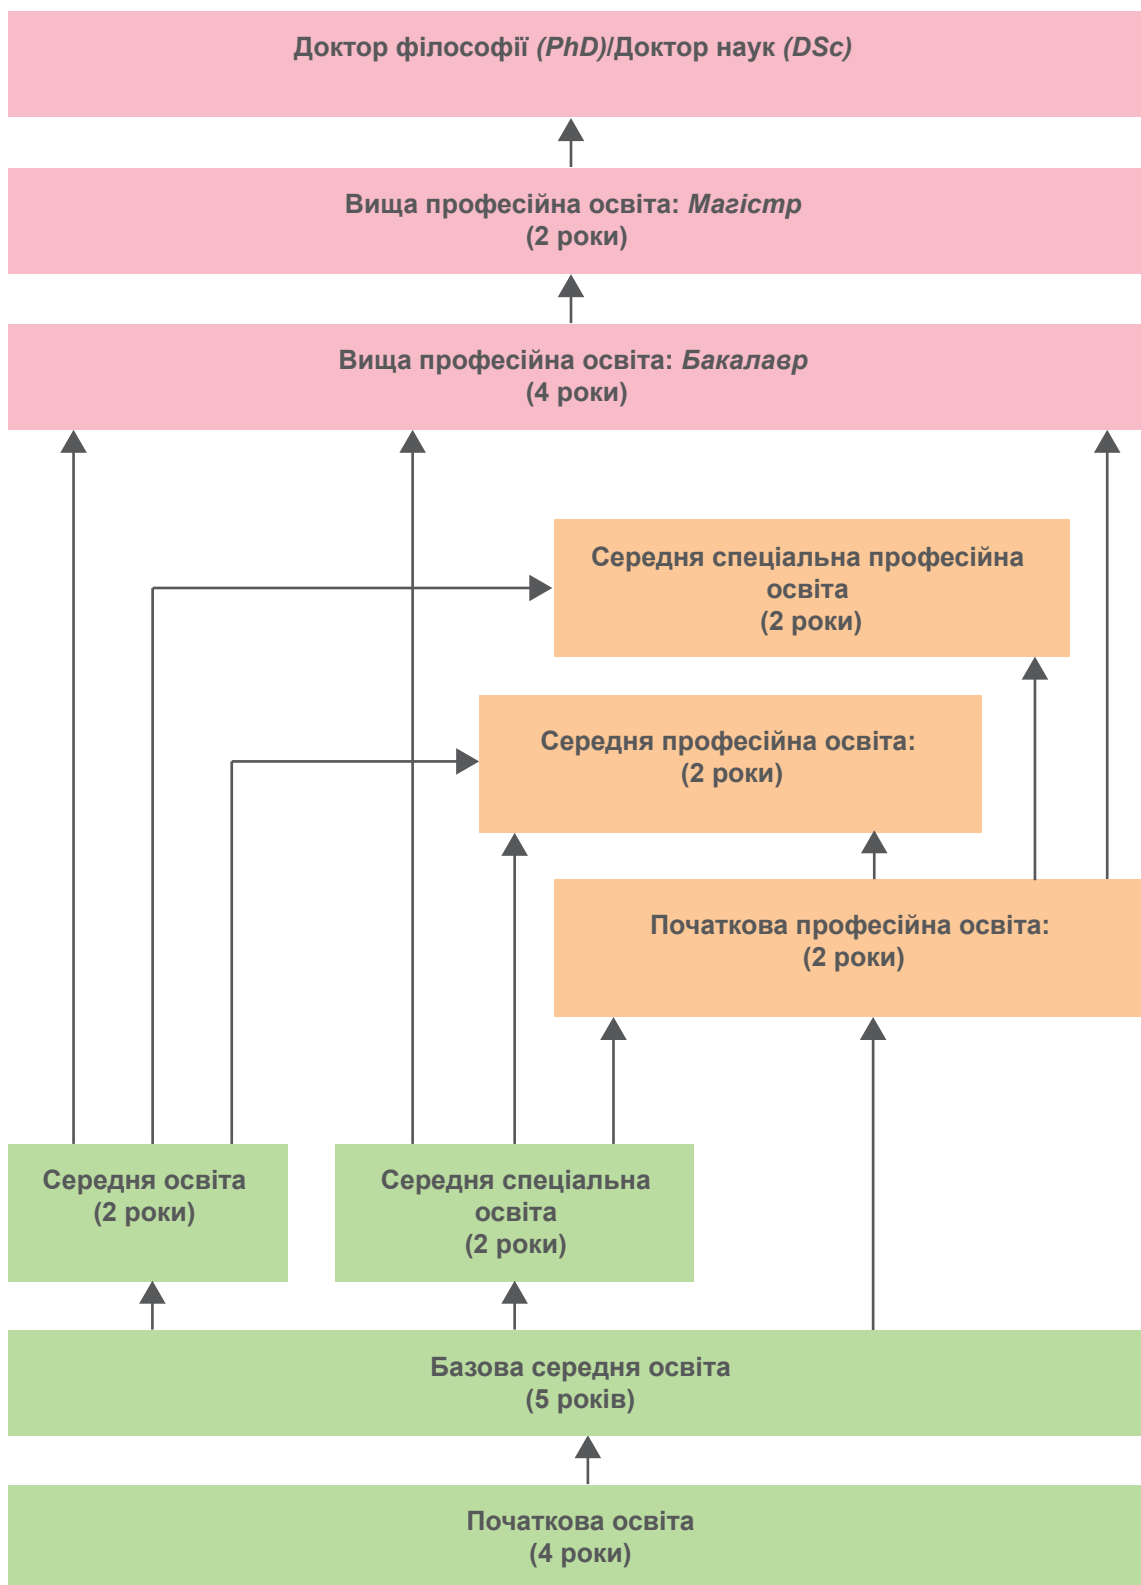 Доктор філософії (PhD)/Доктор наук (DSc)
Вища професійна освіта: Магістр
(2 роки)
Вища професійна освіта: Бакалавр
(4 роки)
Середня спеціальна професійна
освіта
(2 роки)
Середня професійна освіта:
(2 роки)
Початкова професійна освіта:
(2 роки)
Середня освіта
(2 роки)
Середня спеціальна
освіта
(2 роки)
Базова середня освіта
(5 років)
Початкова освіта
(4 роки)